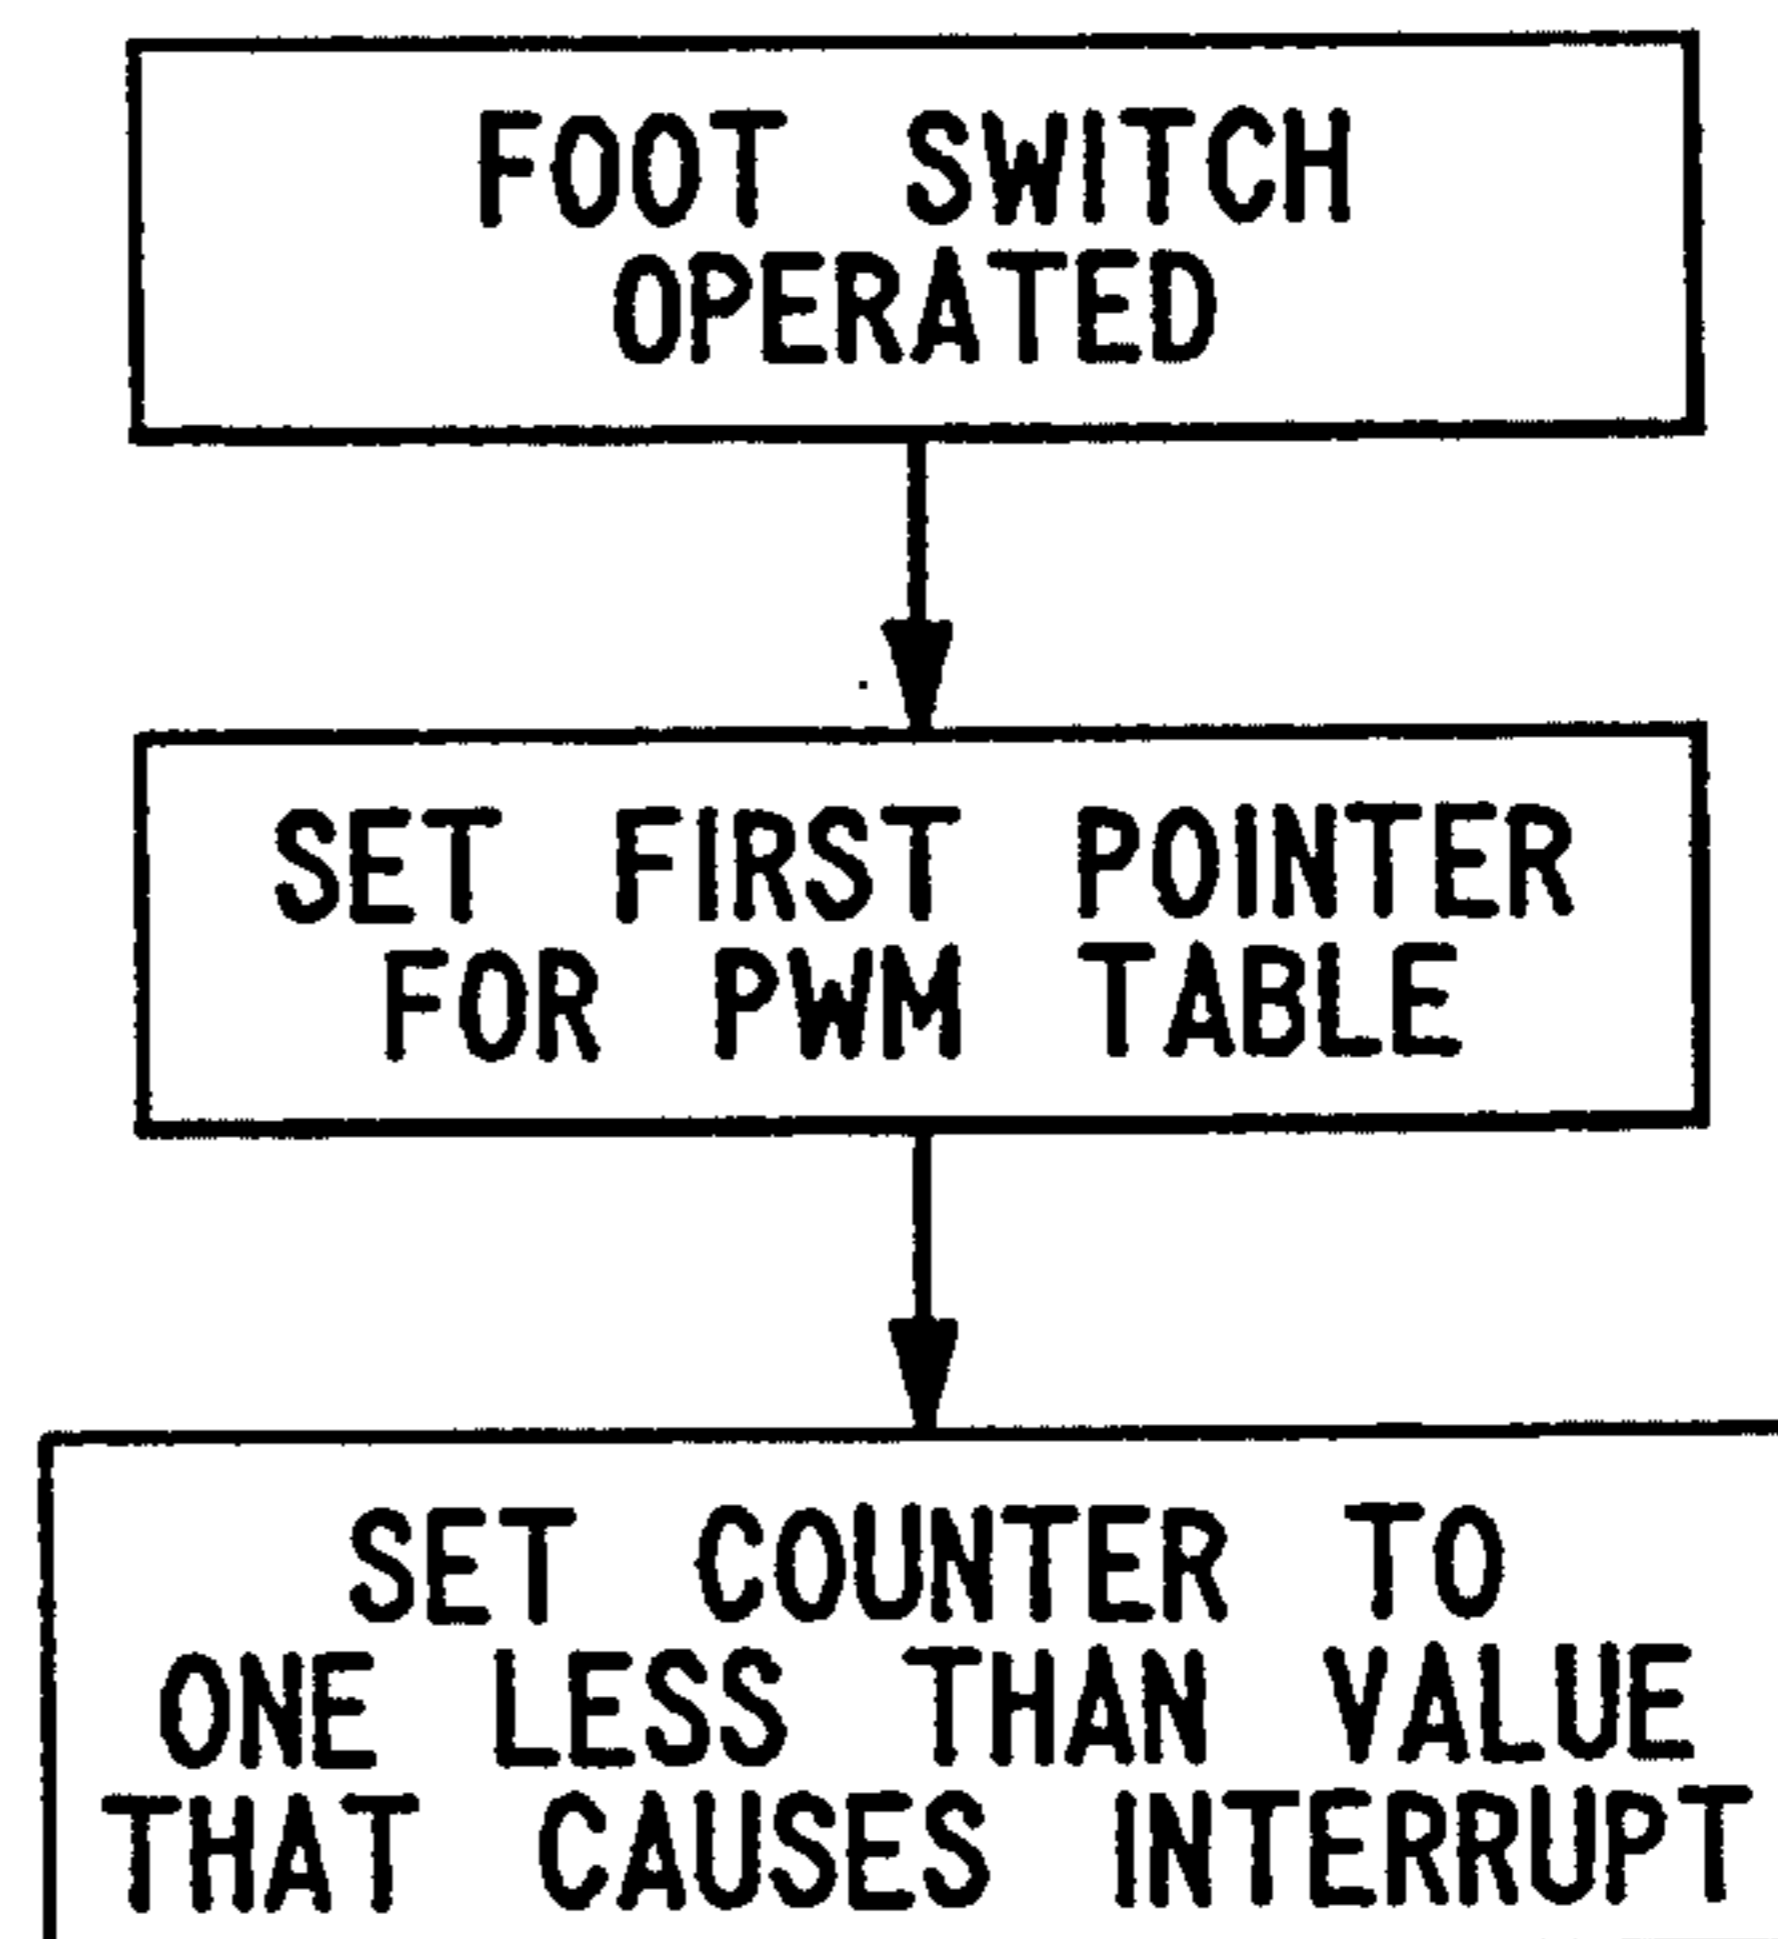 FOOT SWITCH
OPERATED
SET FIRST POINTER
FOR PWM TABLE
SET COUNTER TO
ONE LESS THAN VALUE
THAT CAUSES INTERRUPT